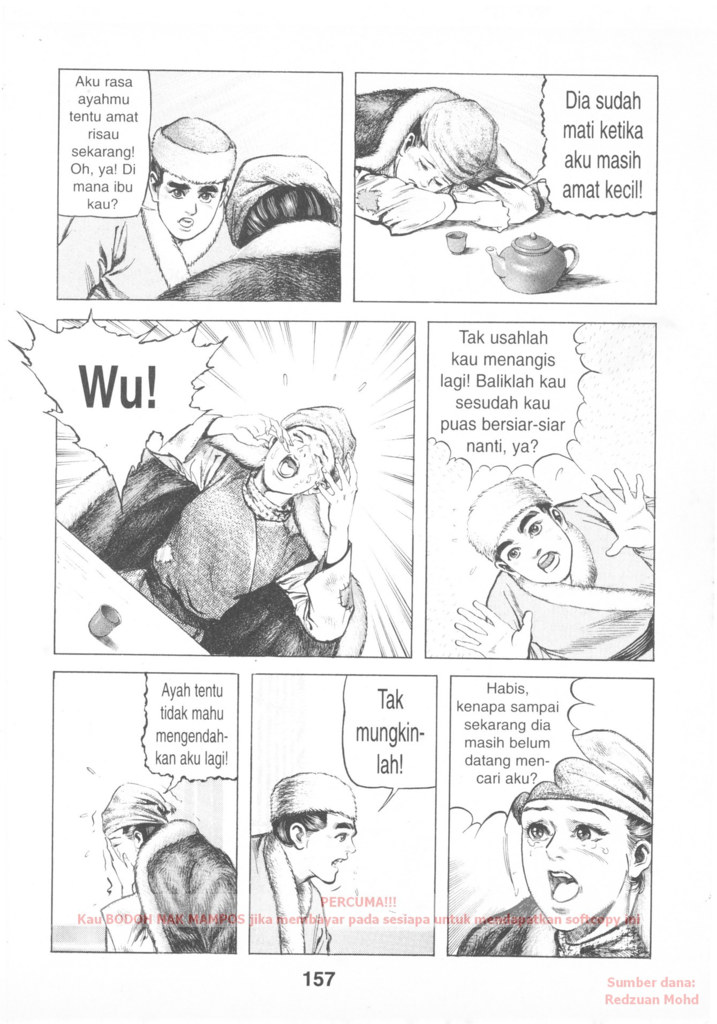 Aku rasa
ayahmu
tentu amat
risau
sekarang!
Oh, ya! Di
mana ibu
kau?
Dia sudah
mati ketika
aku masih
amat kecil!
Wu!
Tak usahlah
kau menangis
lagi! Baliklah kau
sesudah kau
puas bersiar-siar
nanti, ya?
Ayah tentu
tidak mahu
mengendah-
kan aku lagi!
Tak
mungkin-
lah!
Habis,
kenapa sampai
sekarang dia
masih belum
datang men-
cari aku?
PERCUMA!!!
Kau BODOH NAK MAMPOS jika membayar pada sesiapa untuk mendapatkan softcopy ini
157
Sumber dana:
Redzuan Mohd